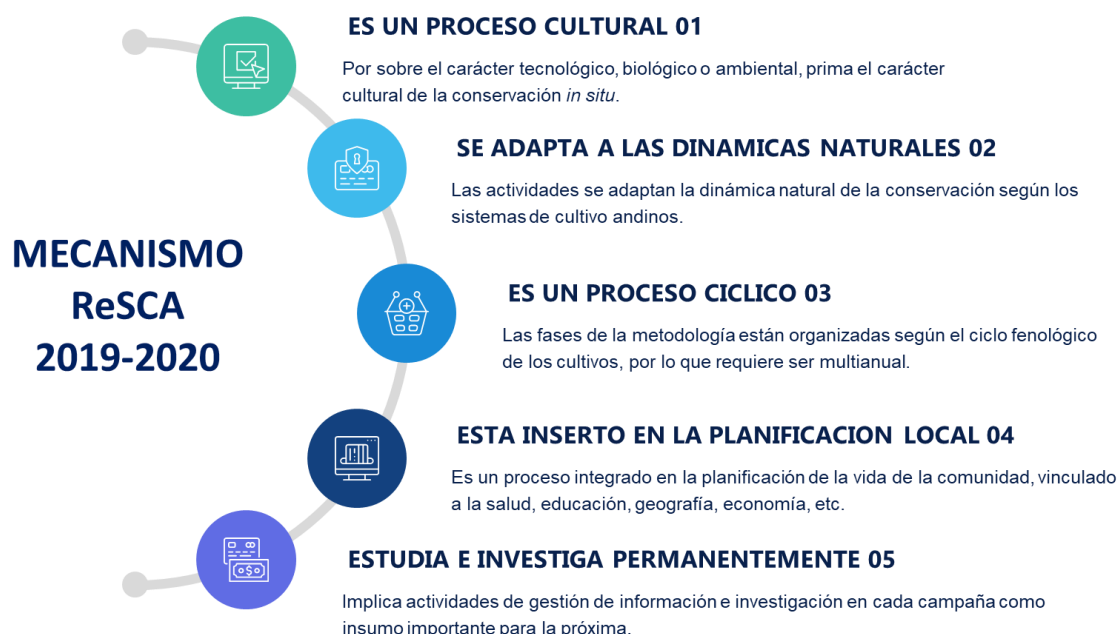 MECANISMO
ReSCA
2019-2020
ES UN PROCESO CULTURAL 01
Por sobre el carácter tecnológico, biológico o ambiental, prima el carácter
cultural de la conservación in situ.
SE ADAPTA A LAS DINAMICAS NATURALES 02
Las actividades se adaptan la dinámica natural de la conservación según los
sistemas de cultivo andinos.
ES UN PROCESO CICLICO 03
Las fases de la metodología están organizadas según el ciclo fenológico
de los cultivos, por lo que requiere ser multianual.
ESTA INSERTO EN LA PLANIFICACION LOCAL 04
Es un proceso integrado en la planificación de la vida de la comunidad, vinculado
a la salud, educación, geografía, economía, etc.
ESTUDIA E INVESTIGA PERMANENTEMENTE 05
Implica actividades de gestión de información e investigación en cada campaña como
insumo importante para la próxima.